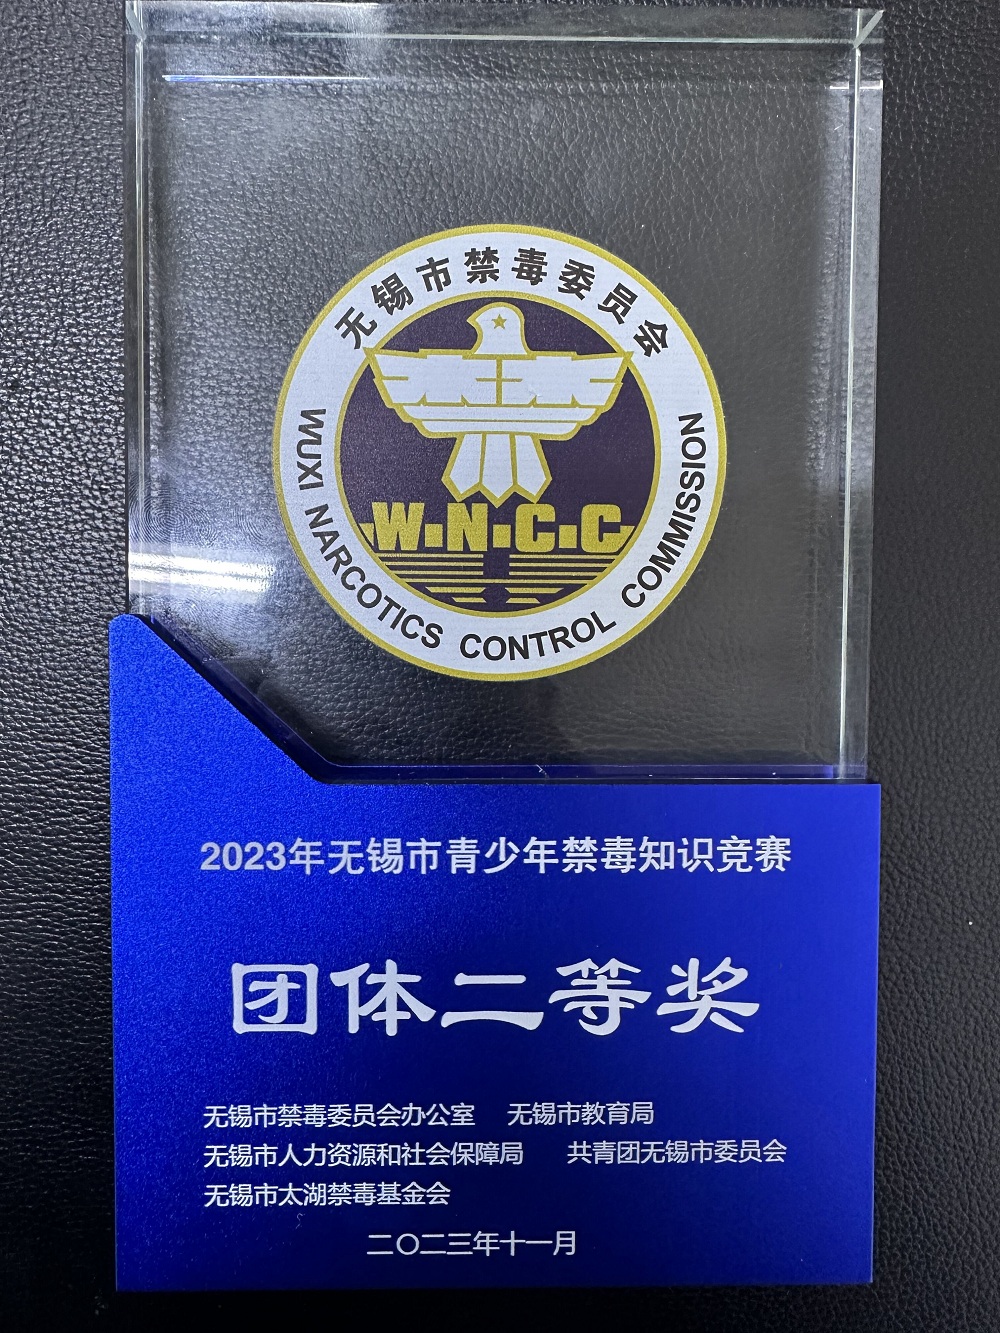 无锡市禁毒委员会
W·N·C·C
WUXI NARCOTICS CONTROL COMMISSION
2023年无锡市青少年禁毒知识竞赛
团体二等奖
无锡市禁毒委员会办公室 无锡市教育局
无锡市人力资源和社会保障局 共青团无锡市委员会
无锡市太湖禁毒基金会
二〇二三年十一月